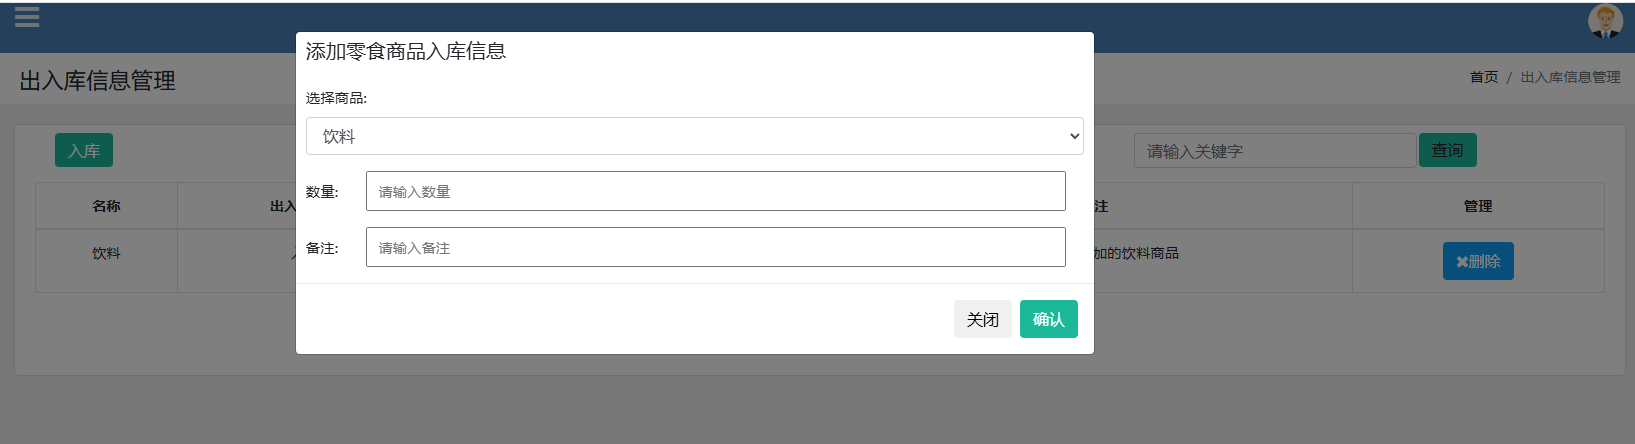 添加零食商品入库信息
出入库信息管理
首页 / 出入库信息管理
选择商品:
饮料
入库
请输入关键字
查询
数量:
请输入数量
名称
出入
注
管理
备注:
请输入备注
饮料
加的饮料商品
删除
关闭
确认